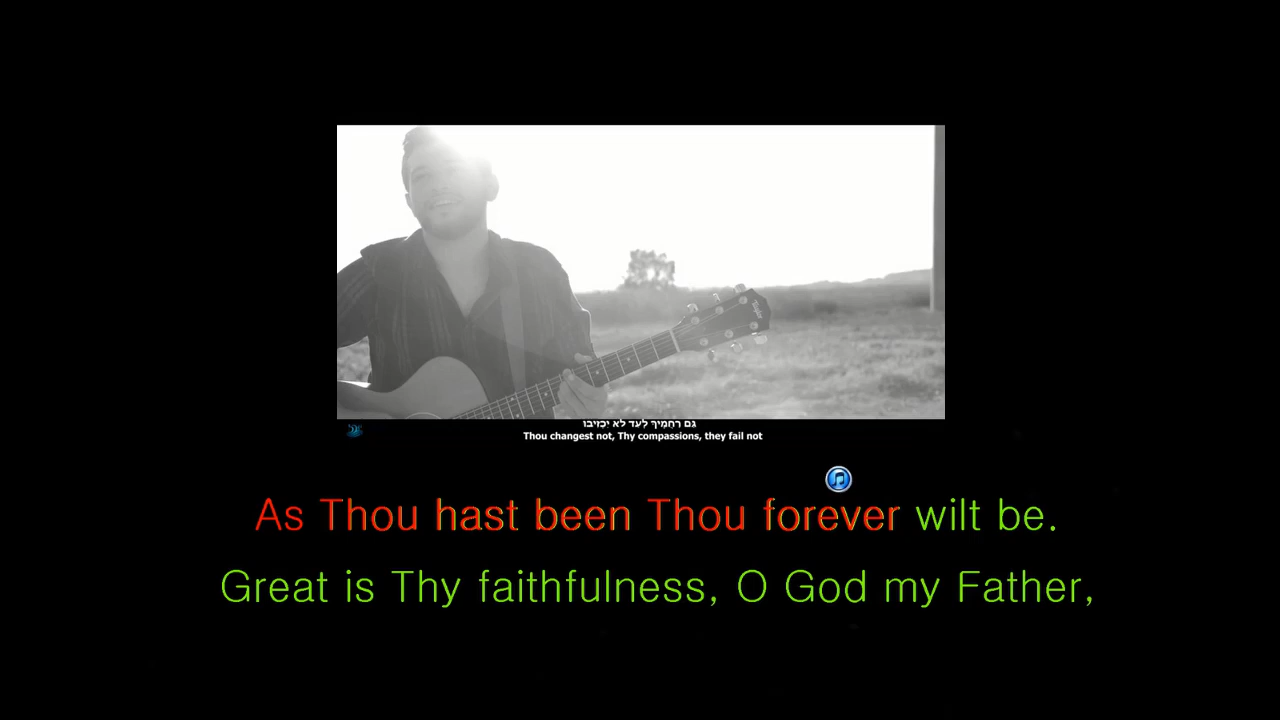 Taylor
גם רחמיך לעד לא יכזיבו
Thou changest not, Thy compassions, they fail not
As Thou hast been Thou forever wilt be.
Great is Thy faithfulness, O God my Father,